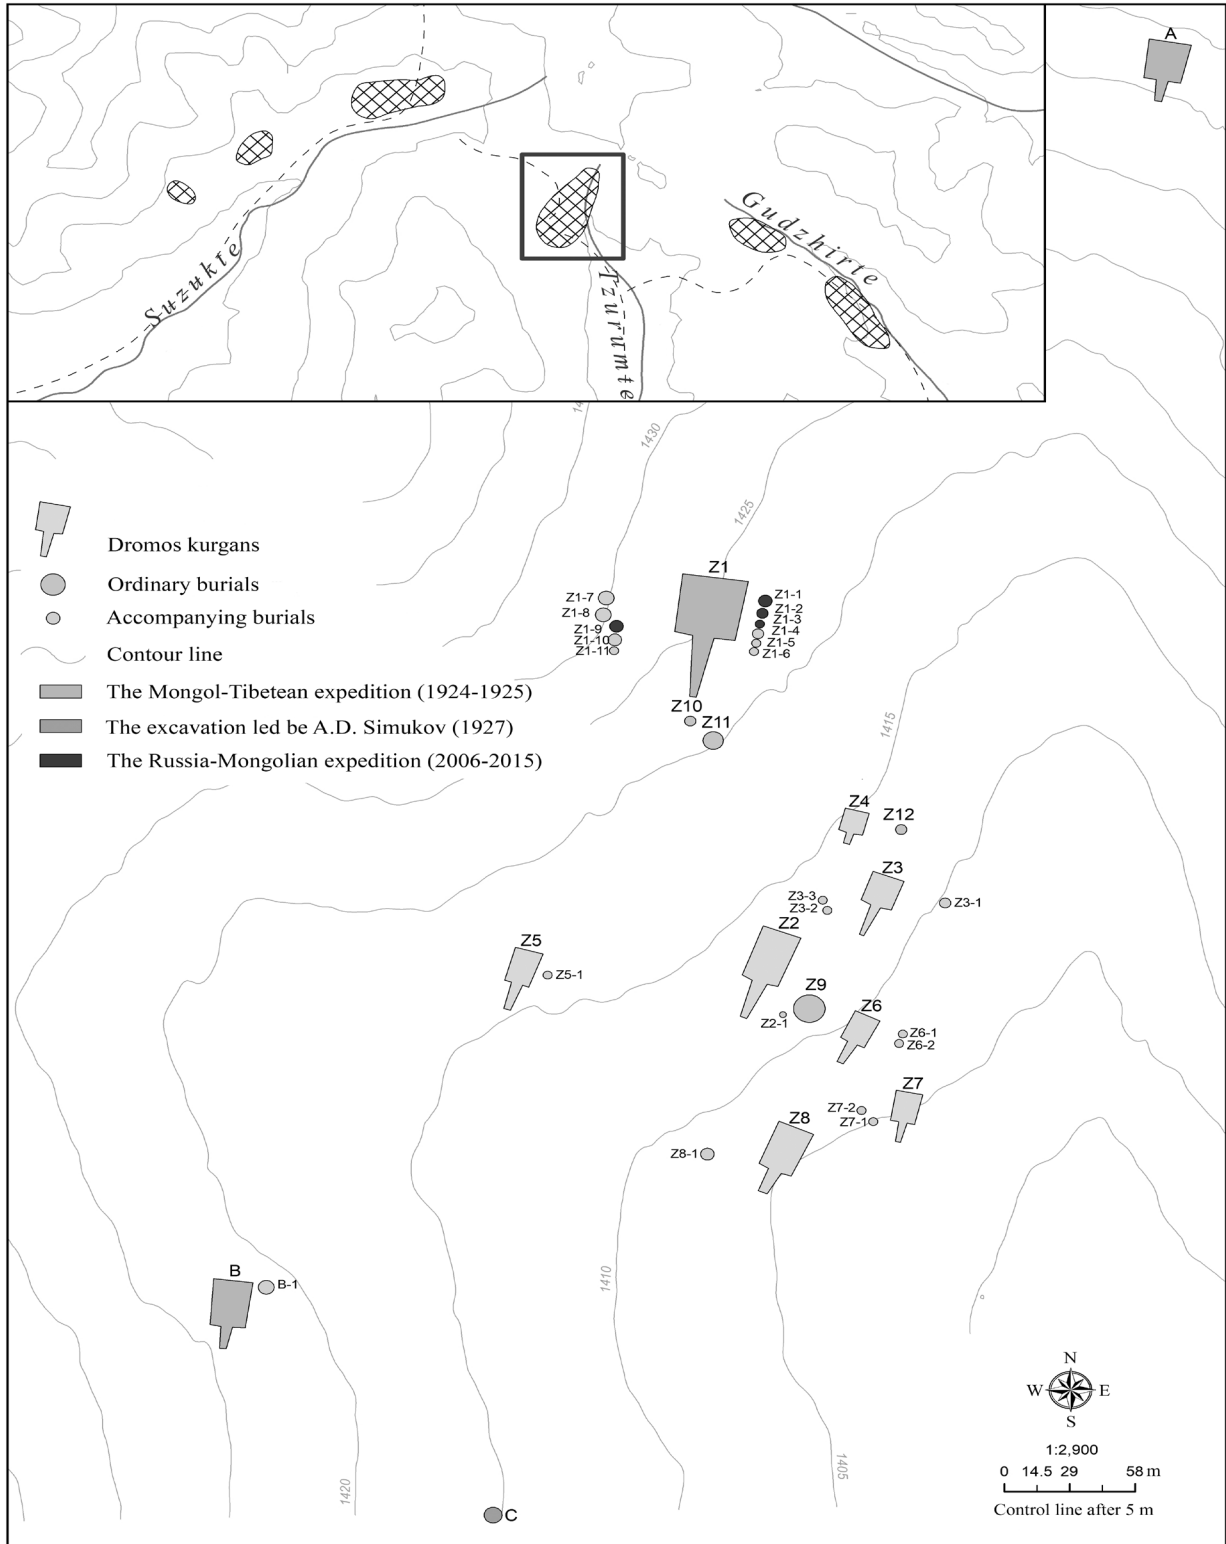 A
Suzukte
Tzurumte
Gudzhirte
1430
1425
Dromos kurgans
Ordinary burials
Accompanying burials
Contour line
The Mongol-Tibetean expedition (1924-1925)
The excavation led be A.D. Simukov (1927)
The Russia-Mongolian expedition (2006-2015)
Z1
Z1-7
Z1-8
Z1-9
Z1-10
Z1-11
Z1-1
Z1-2
Z1-3
Z1-4
Z1-5
Z1-6
Z10
Z11
1415
Z4
Z12
Z3
Z3-3
Z3-2
Z3-1
Z2
Z5
Z5-1
Z9
Z2-1
Z6
Z6-1
Z6-2
Z7
Z7-2
Z7-1
Z8
Z8-1
B
B-1
1410
1420
1405
C
N
W E
S
1:2,900
0 14.5 29 58 m
Control line after 5 m